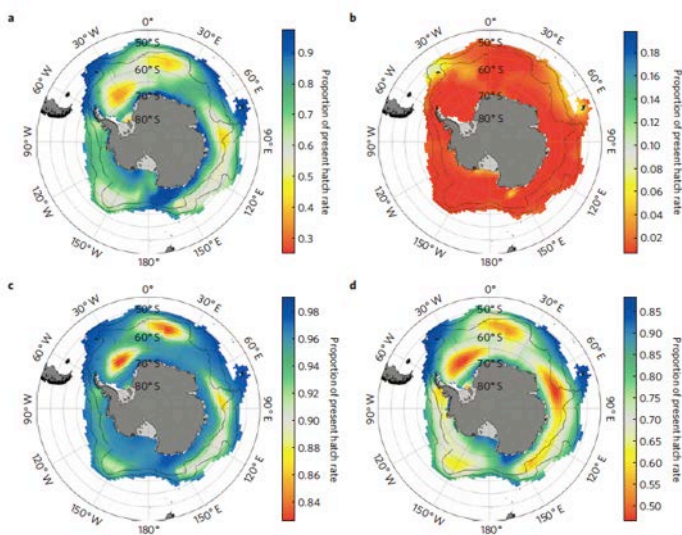 a
0°
30° W
30° E
50° S
60° W
60° S
60° E
70° S
80° S
90° W
90° E
120° W
120° E
150° W
150° E
180°
0.9
0.8
0.7
0.6
0.5
0.4
0.3
Proportion of present hatch rate
b
0°
30° W
30° E
50° S
60° W
60° S
60° E
70° S
80° S
90° W
90° E
120° W
120° E
150° W
150° E
180°
0.18
0.16
0.14
0.12
0.10
0.08
0.06
0.04
0.02
Proportion of present hatch rate
c
0°
30° W
30° E
50° S
60° W
60° S
60° E
70° S
80° S
90° W
90° E
120° W
120° E
150° W
150° E
180°
0.98
0.96
0.94
0.92
0.90
0.88
0.86
0.84
Proportion of present hatch rate
d
0°
30° W
30° E
50° S
60° W
60° S
60° E
70° S
80° S
90° W
90° E
120° W
120° E
150° W
150° E
180°
0.85
0.90
0.80
0.75
0.70
0.65
0.60
0.55
0.50
Proportion of present hatch rate